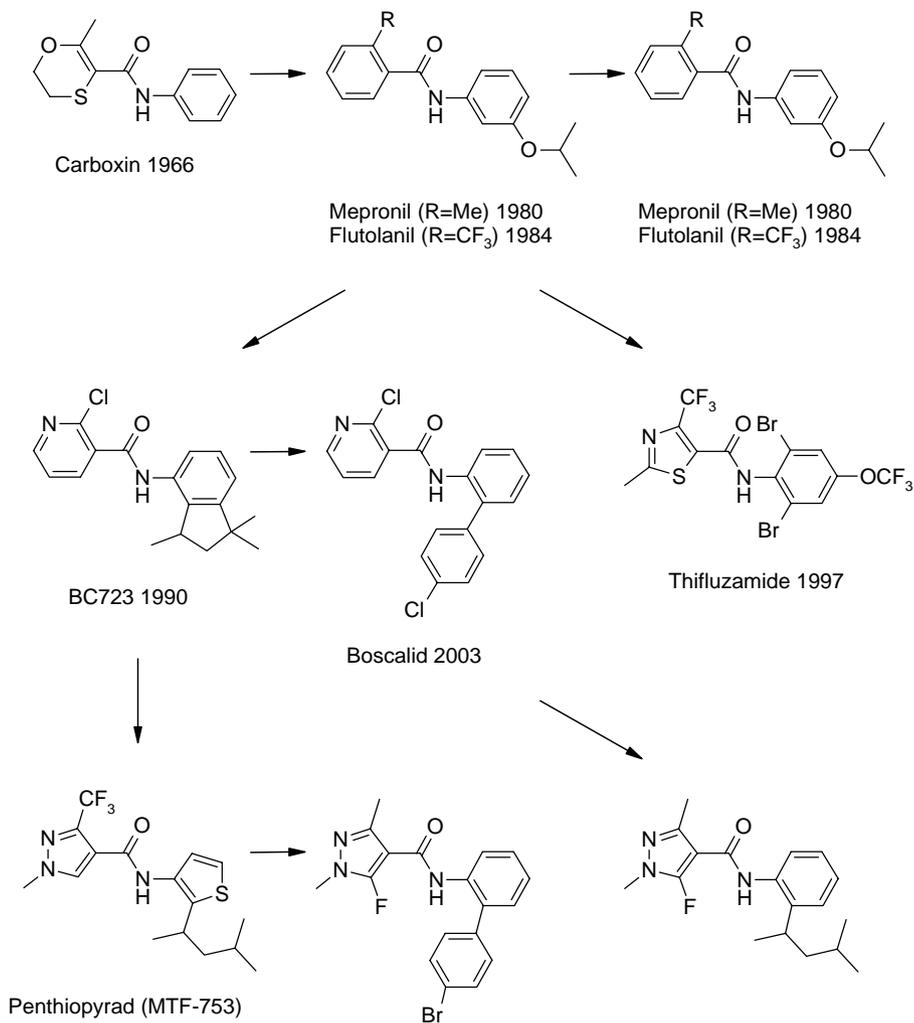 R
R
O
O
O
O
S
N
H
N
H
N
H
O
O
Carboxin 1966
Mepronil (R=Me) 1980
Flutolanil (R=CF3) 1984
Mepronil (R=Me) 1980
Flutolanil (R=CF3) 1984
Cl
Cl
CF3
N
O
N
O
N
O
Br
S
OCF3
N
H
N
H
N
H
Br
Cl
BC723 1990
Thifluzamide 1997
Boscalid 2003
CF3
N
O
N
O
N
O
N
N
N
N
H
S
N
H
N
H
F
F
Penthiopyrad (MTF-753)
Br